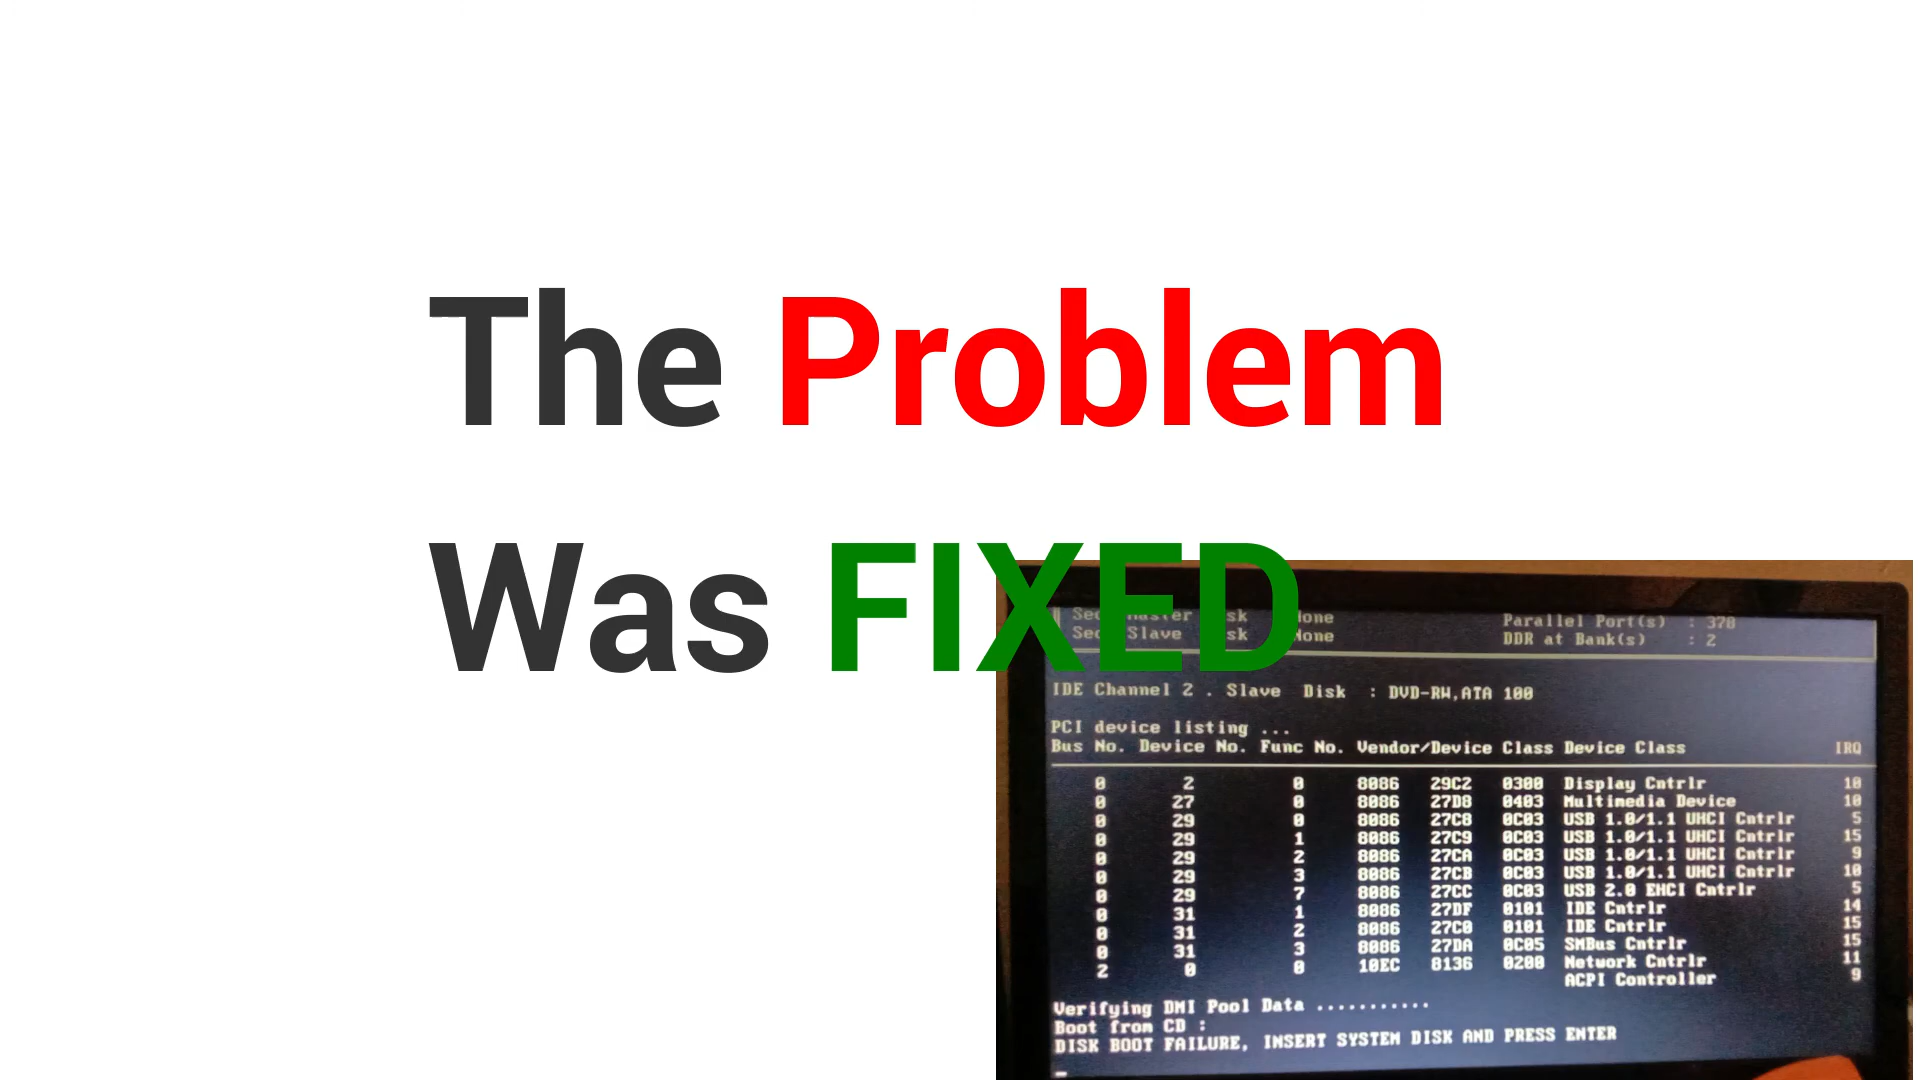 The Problem
Was FIXED
Slave Disk None
Parallel Port(s) : 378
DDR at Bank(s) : 2
IDE Channel 2 . Slave Disk : DVD-RW,ATA 100
PCI device listing ...
Bus No. Device No. Func No. Vendor/Device Class Device Class IRQ
0 2 0 8086 29C2 0300 Display Cntrlr 10
0 27 0 8086 27D8 0403 Multimedia Device 10
0 29 0 8086 27C8 0C03 USB 1.0/1.1 UHCI Cntrlr 5
0 29 1 8086 27C9 0C03 USB 1.0/1.1 UHCI Cntrlr 15
0 29 2 8086 27CA 0C03 USB 1.0/1.1 UHCI Cntrlr 9
0 29 3 8086 27CB 0C03 USB 1.0/1.1 UHCI Cntrlr 10
0 29 7 8086 27CC 0C03 USB 2.0 EHCI Cntrlr 5
0 31 1 8086 27DF 0101 IDE Cntrlr 14
0 31 2 8086 27C0 0101 IDE Cntrlr 15
0 31 3 8086 27DA 0C05 SMBus Cntrlr 15
2 0 0 10EC 8136 0200 Network Cntrlr 11
ACPI Controller 9
Verifying DMI Pool Data ...........
Boot from CD :
DISK BOOT FAILURE, INSERT SYSTEM DISK AND PRESS ENTER